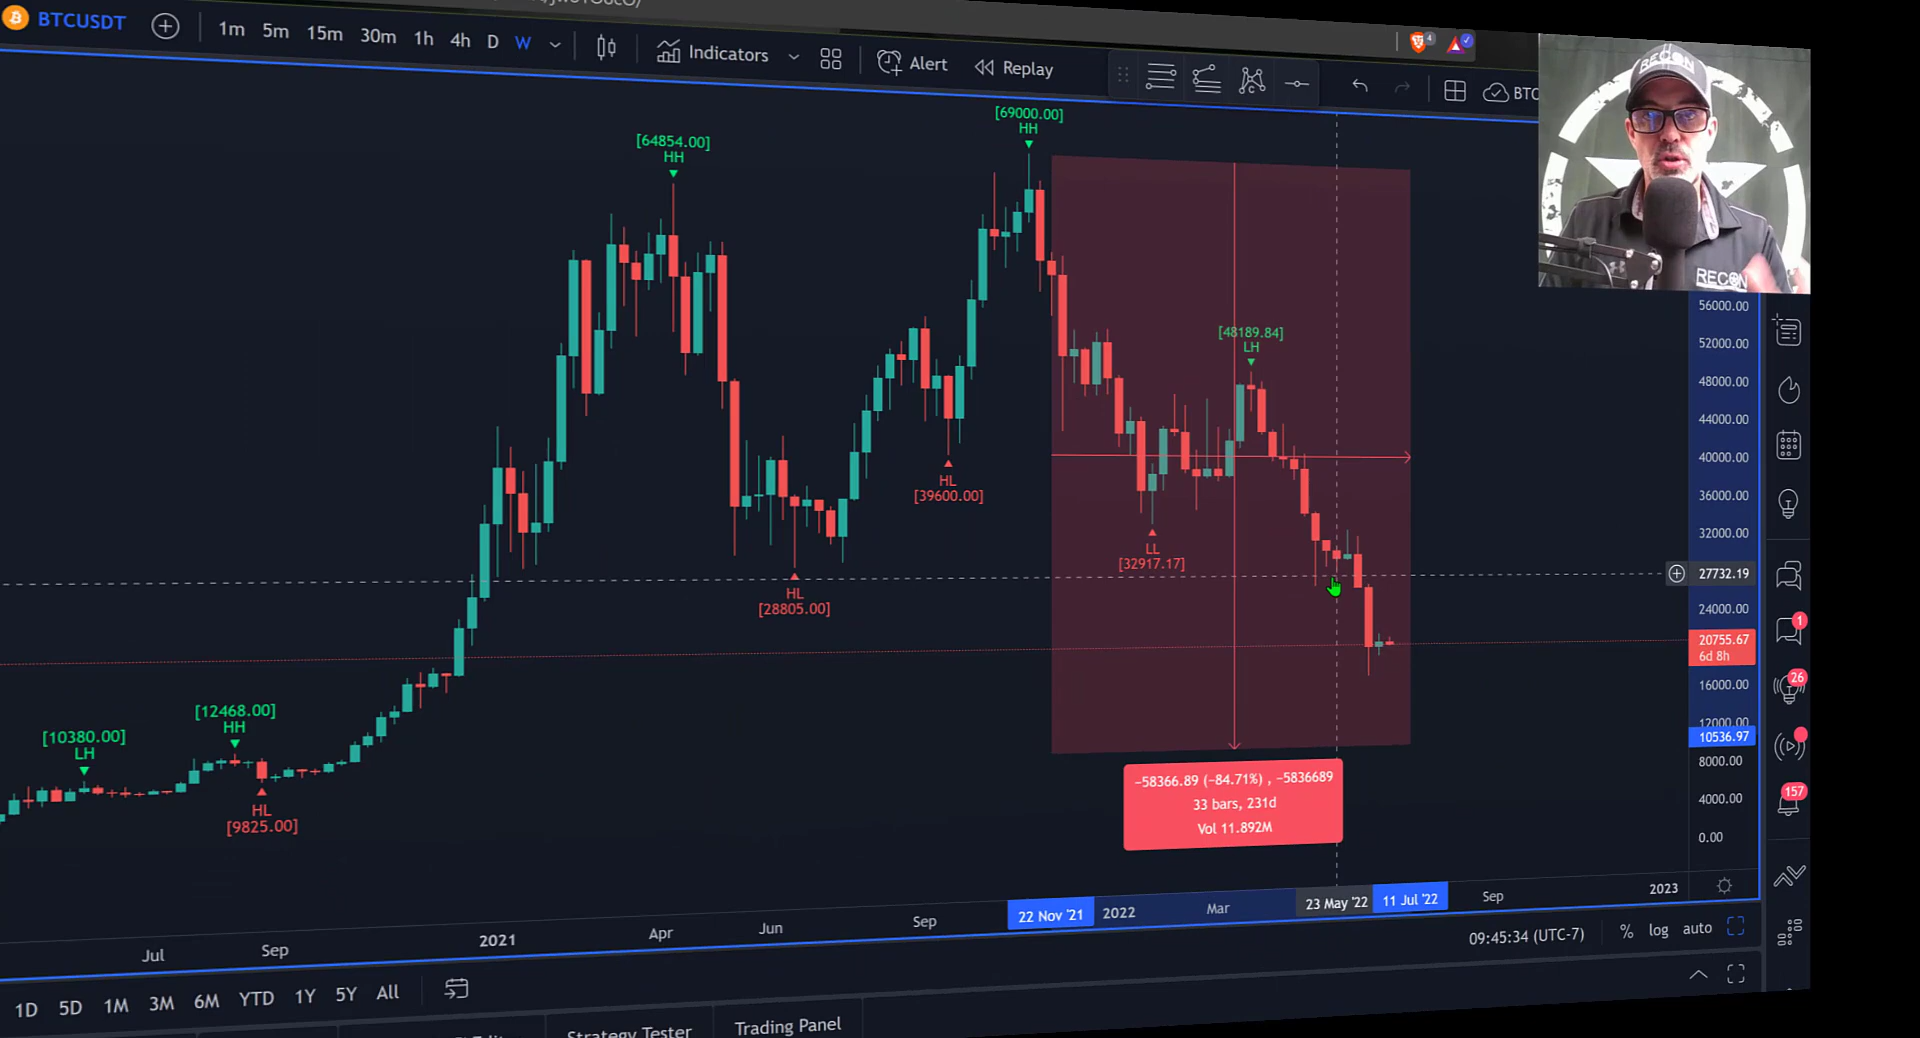 BTCUSDT
1m 5m 15m 30m 1h 4h D W Indicators Alert Replay
4
BTC
RECON
RECON
[69000.00]
HH
[64854.00]
HH
[48189.84]
LH
HL
[39600.00]
LL
[32917.17]
HL
[28805.00]
[12468.00]
HH
[10380.00]
LH
HL
[9825.00]
56000.00
52000.00
48000.00
44000.00
40000.00
36000.00
32000.00
27732.19
24000.00
20755.67
6d 8h
16000.00
12000.00
10536.97
8000.00
4000.00
0.00
1
26
157
−58366.89 (−84.71%) , −5836689
33 bars, 231d
Vol 11.892M
Jul Sep 2021 Apr Jun Sep 22 Nov '21 2022 Mar 23 May '22 11 Jul '22 Sep 2023
09:45:34 (UTC-7) % log auto
1D 5D 1M 3M 6M YTD 1Y 5Y All
Strategy Tester Trading Panel